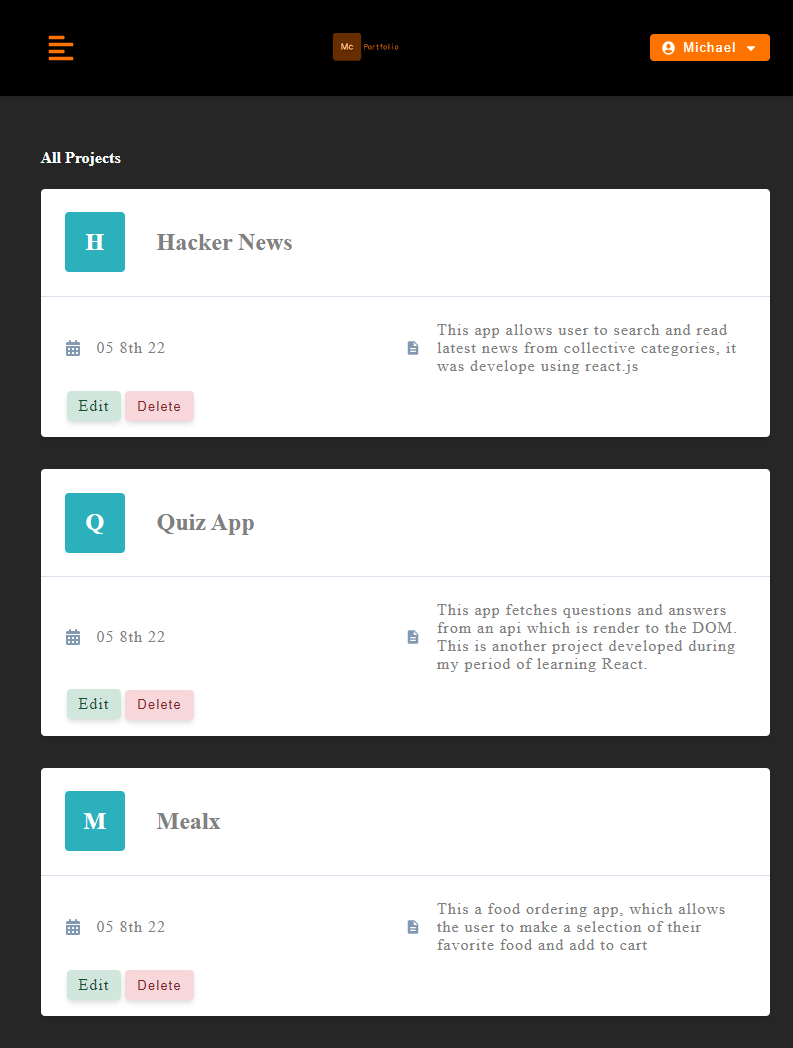 Mc Portfolio
Michael
All Projects
H Hacker News
05 8th 22
This app allows user to search and read
latest news from collective categories, it
was develope using react.js
Edit Delete
Q Quiz App
05 8th 22
This app fetches questions and answers
from an api which is render to the DOM.
This is another project developed during
my period of learning React.
Edit Delete
M Mealx
05 8th 22
This a food ordering app, which allows
the user to make a selection of their
favorite food and add to cart
Edit Delete